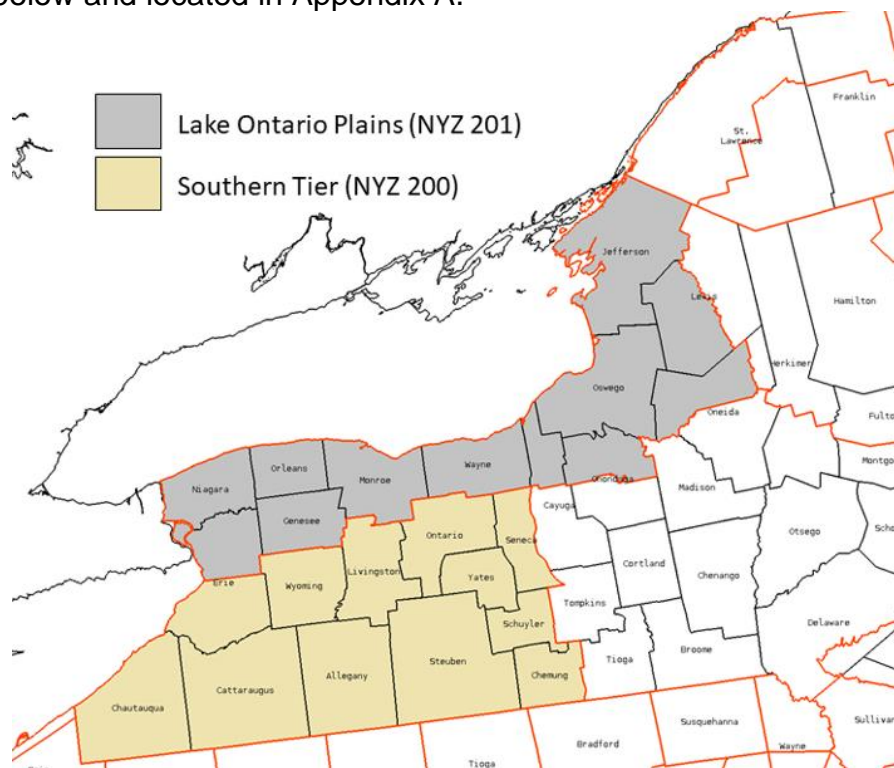 below and located in Appendix A.
Lake Ontario Plains (NYZ 201)
Southern Tier (NYZ 200)
Franklin
St.
Lawrence
Jefferson
Lewis
Hamilton
Herkimer
Oswego
Oneida
Fulto
Montgo
Niagara
Orleans
Monroe
Wayne
Onondaga
Madison
Genesee
Cayuga
Ontario
Seneca
Otsego
Scho
Erie
Wyoming
Livingston
Yates
Cortland
Chenango
Tompkins
Schuyler
Delaware
Chautauqua
Cattaraugus
Allegany
Steuben
Chemung
Tioga
Broome
Susquehanna
Sullivan
Bradford
Wayne
Tioga